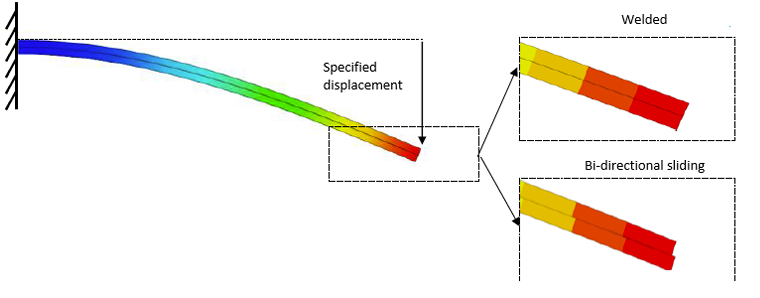 Welded
Specified
displacement
Bi-directional sliding